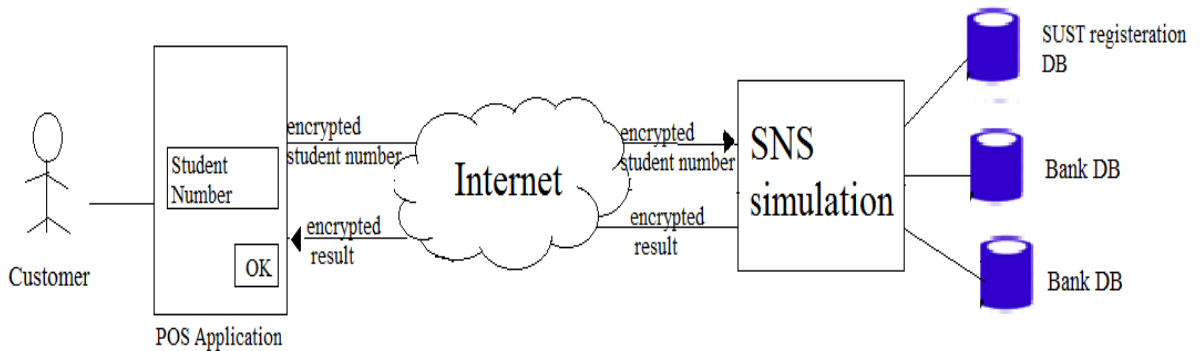 Customer
Student
Number
OK
POS Application
encrypted
student number
encrypted
result
Internet
encrypted
student number
encrypted
result
SNS
simulation
SUST registeration
DB
Bank DB
Bank DB